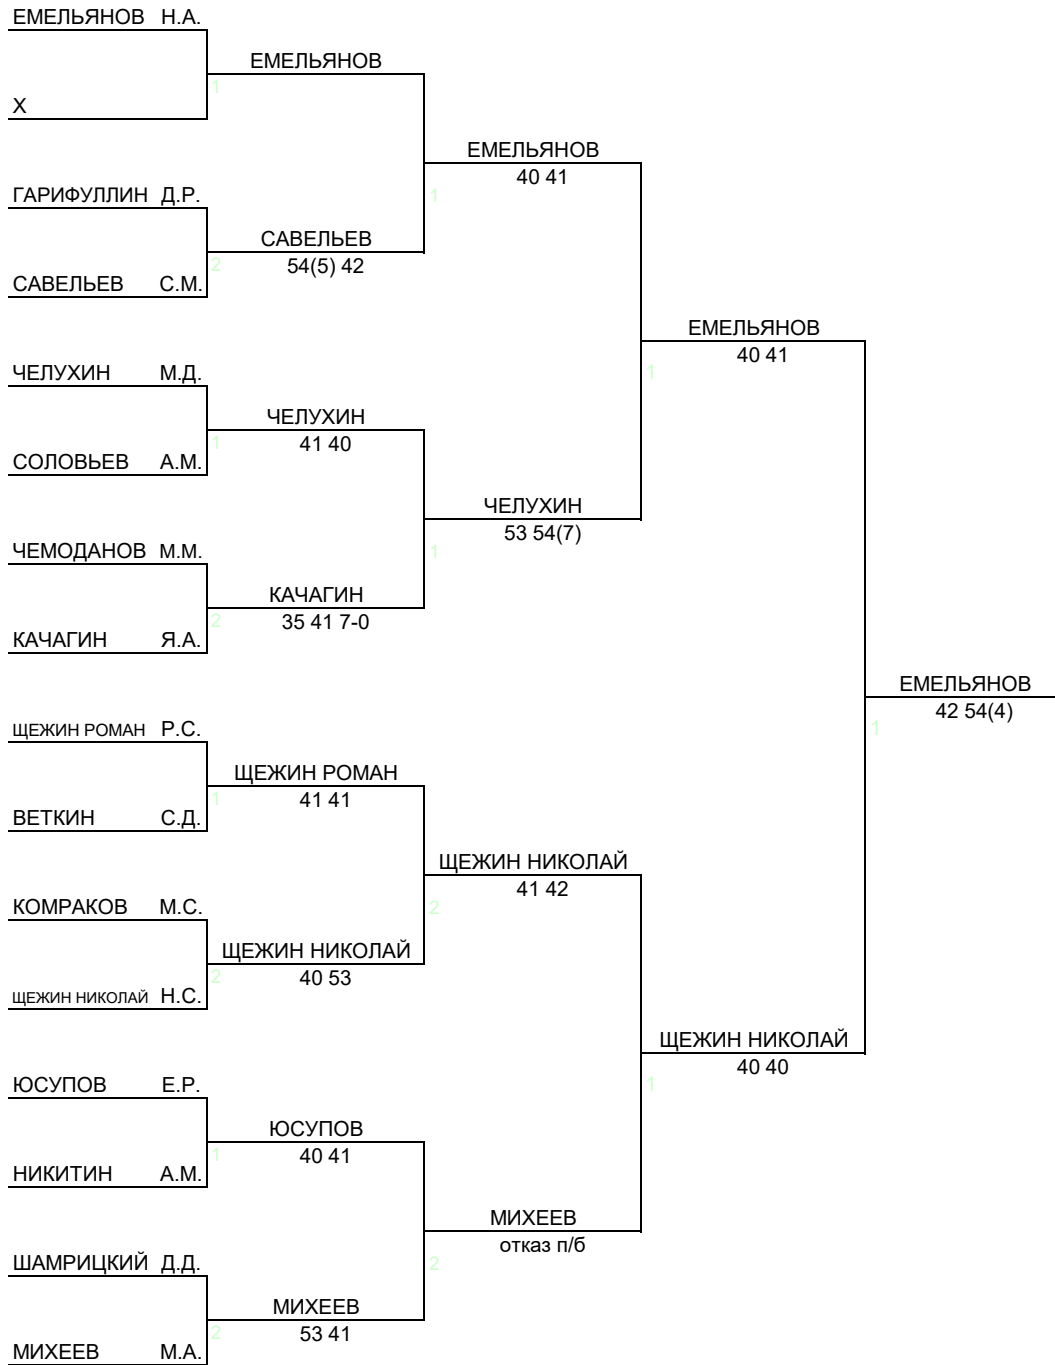 ЕМЕЛЬЯНОВ Н.А.
ЕМЕЛЬЯНОВ
1
X
ЕМЕЛЬЯНОВ
40 41
ГАРИФУЛЛИН Д.Р.
1
САВЕЛЬЕВ
2
54(5) 42
САВЕЛЬЕВ С.М.
ЕМЕЛЬЯНОВ
40 41
ЧЕЛУХИН М.Д.
1
ЧЕЛУХИН
1
41 40
СОЛОВЬЕВ А.М.
ЧЕЛУХИН
53 54(7)
ЧЕМОДАНОВ М.М.
1
КАЧАГИН
2
35 41 7-0
КАЧАГИН Я.А.
ЕМЕЛЬЯНОВ
42 54(4)
ЩЕЖИН РОМАН Р.С.
1
ЩЕЖИН РОМАН
1
41 41
ВЕТКИН С.Д.
ЩЕЖИН НИКОЛАЙ
41 42
КОМРАКОВ М.С.
2
ЩЕЖИН НИКОЛАЙ
2
40 53
ЩЕЖИН НИКОЛАЙ Н.С.
ЩЕЖИН НИКОЛАЙ
40 40
ЮСУПОВ Е.Р.
1
ЮСУПОВ
1
40 41
НИКИТИН А.М.
МИХЕЕВ
отказ п/б
ШАМРИЦКИЙ Д.Д.
2
МИХЕЕВ
2
53 41
МИХЕЕВ М.А.